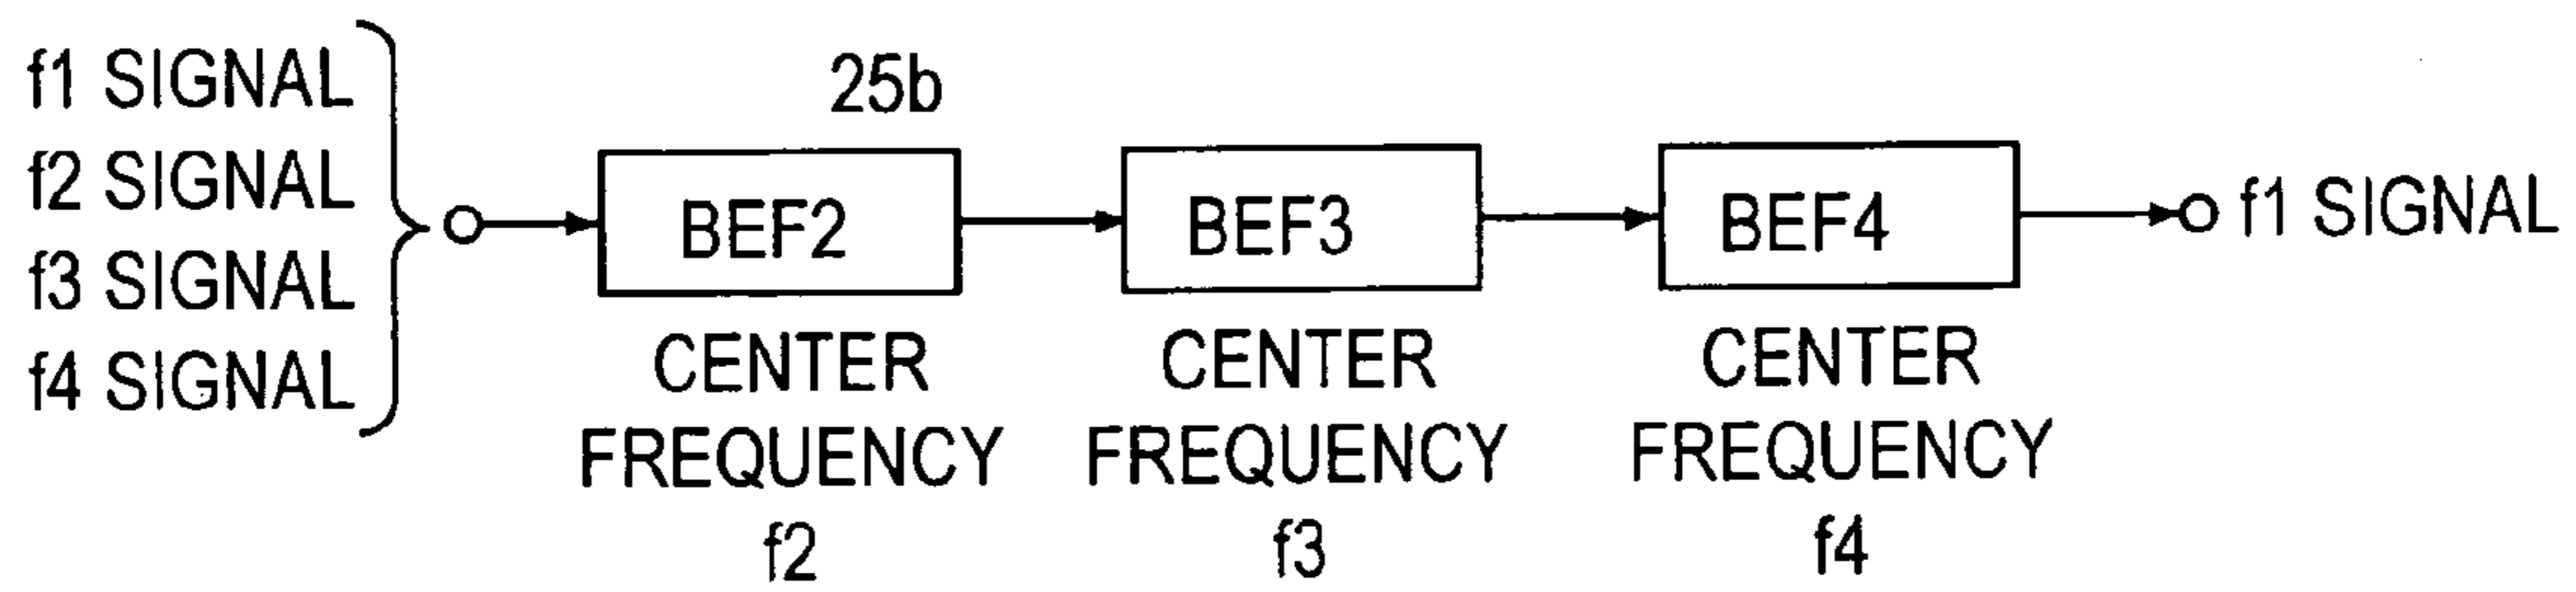 f1 SIGNAL
f2 SIGNAL
f3 SIGNAL
f4 SIGNAL
25b
BEF2
CENTER
FREQUENCY
f2
BEF3
CENTER
FREQUENCY
f3
BEF4
CENTER
FREQUENCY
f4
f1 SIGNAL